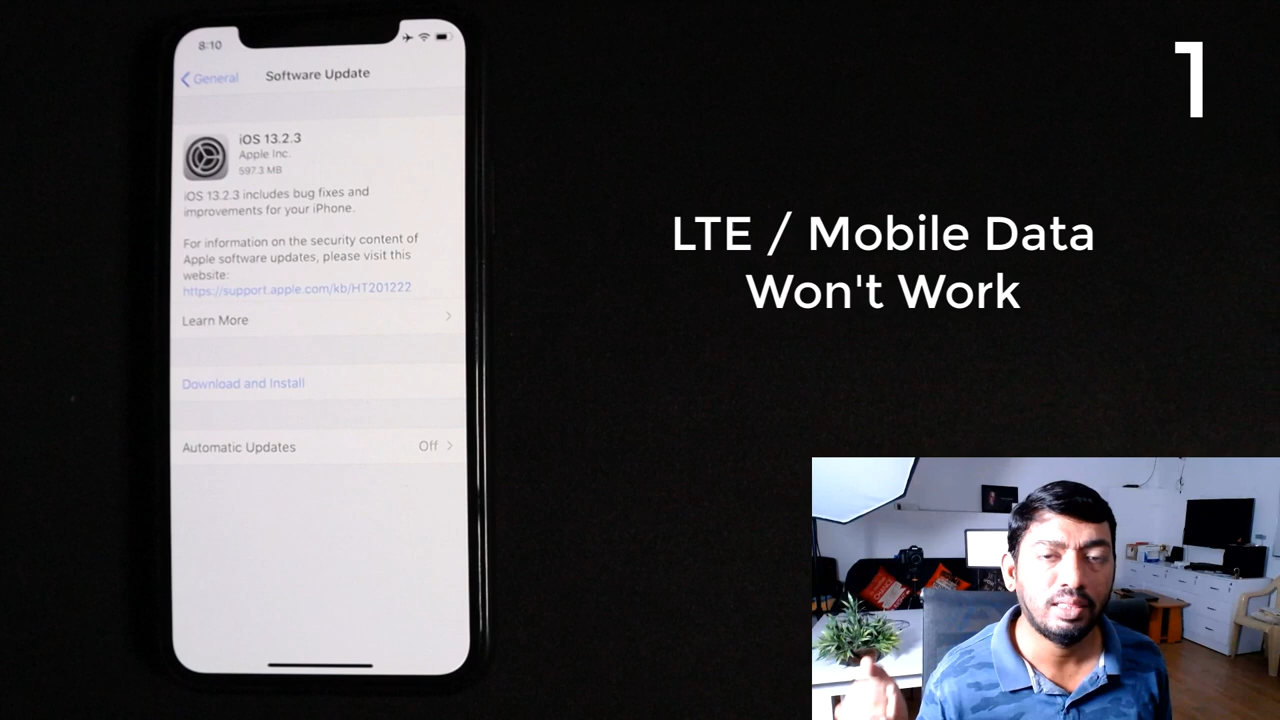 8:10
General
Software Update
iOS 13.2.3
Apple Inc.
597.3 MB
iOS 13.2.3 includes bug fixes and
improvements for your iPhone.
For information on the security content of
Apple software updates, please visit this
website:
https://support.apple.com/kb/HT201222
Learn More
Download and Install
Automatic Updates Off
1
LTE / Mobile Data
Won't Work